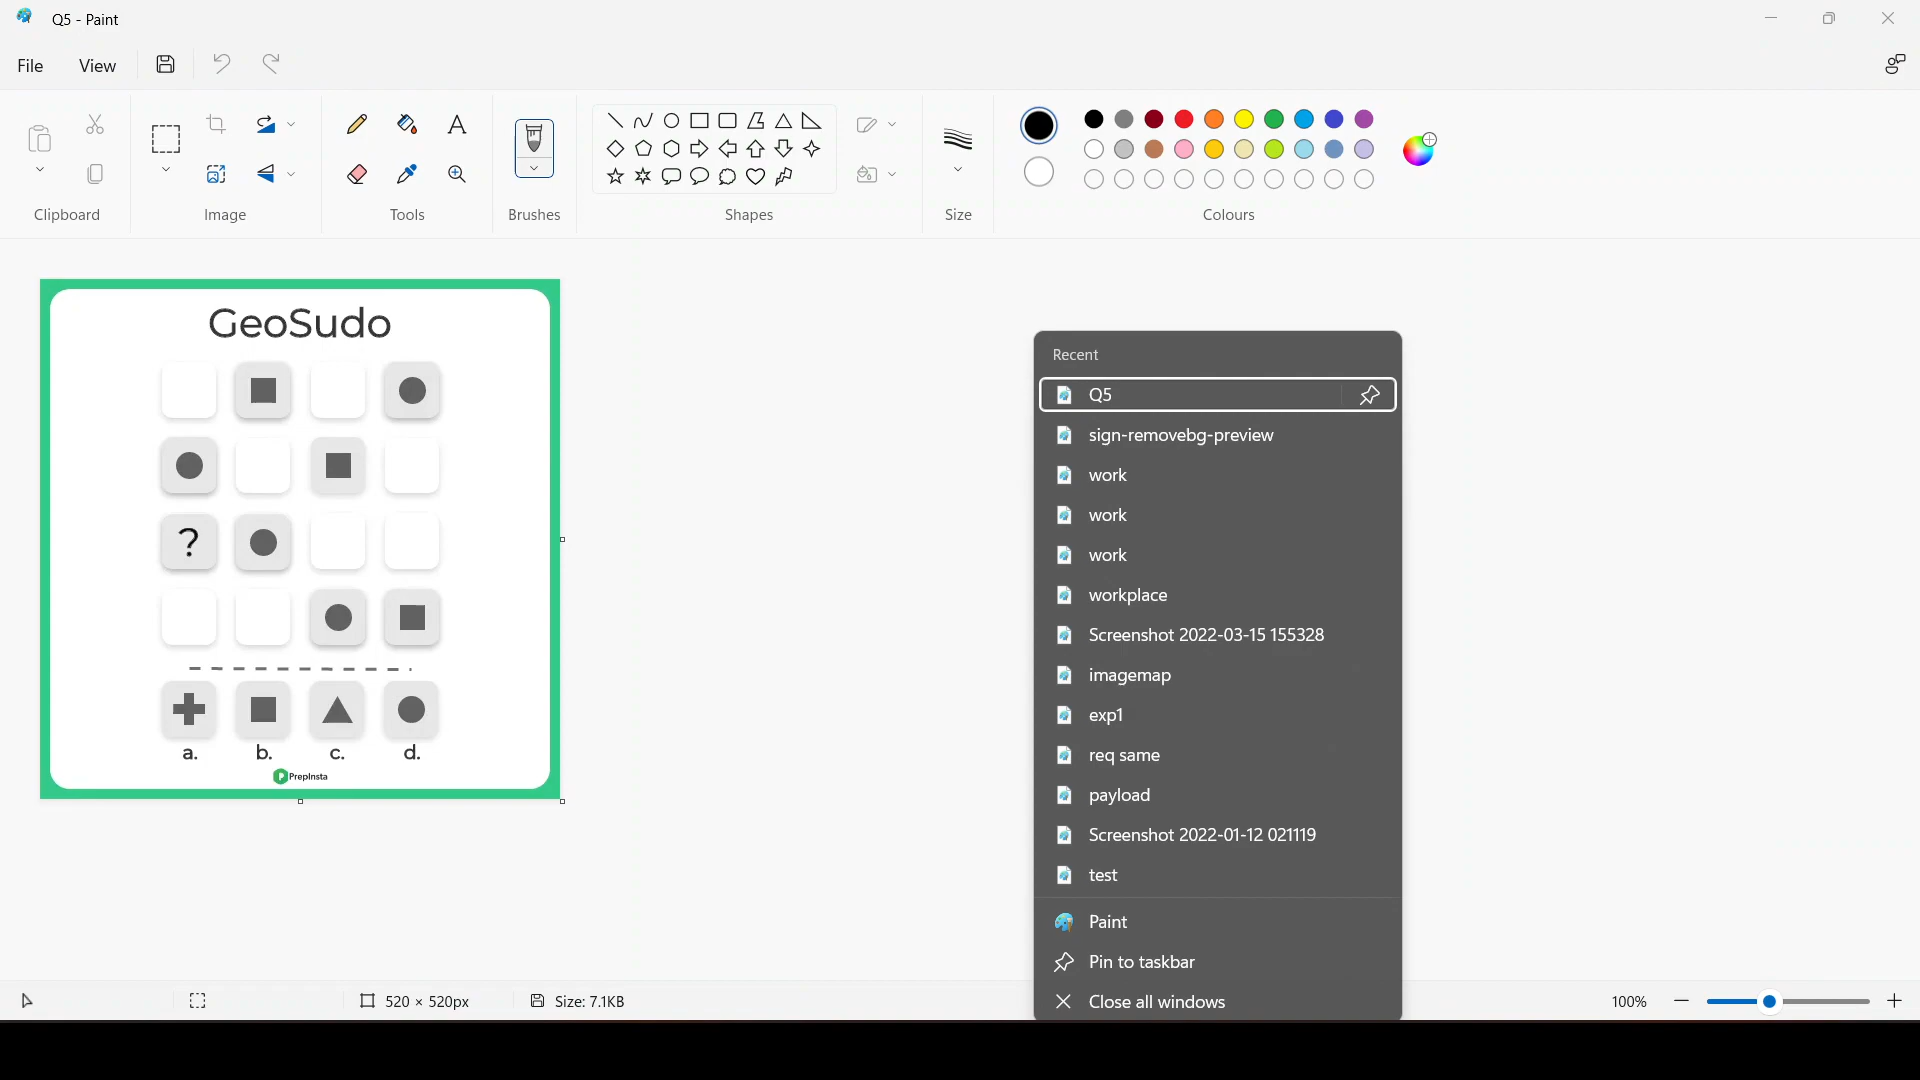 Q5 - Paint
File View
Clipboard Image Tools Brushes Shapes Size Colours
GeoSudo
?
a. b. c. d.
PrepInsta
Recent
Q5
sign-removebg-preview
work
work
work
workplace
Screenshot 2022-03-15 155328
imagemap
exp1
req same
payload
Screenshot 2022-01-12 021119
test
Paint
Pin to taskbar
Close all windows
520 × 520px Size: 7.1KB 100%